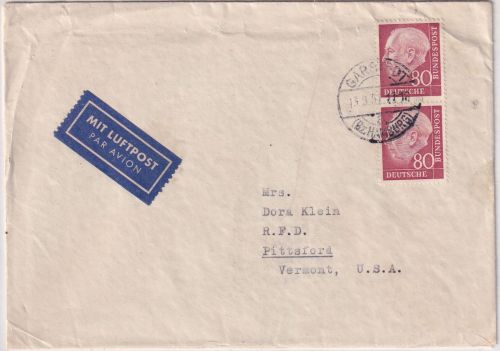 80
DEUTSCHE
BUNDESPOST
80
DEUTSCHE
BUNDESPOST
MIT LUFTPOST
PAR AVION
Mrs.
Dora Klein
R.F.D.
Pittsford
Vermont, U.S.A.